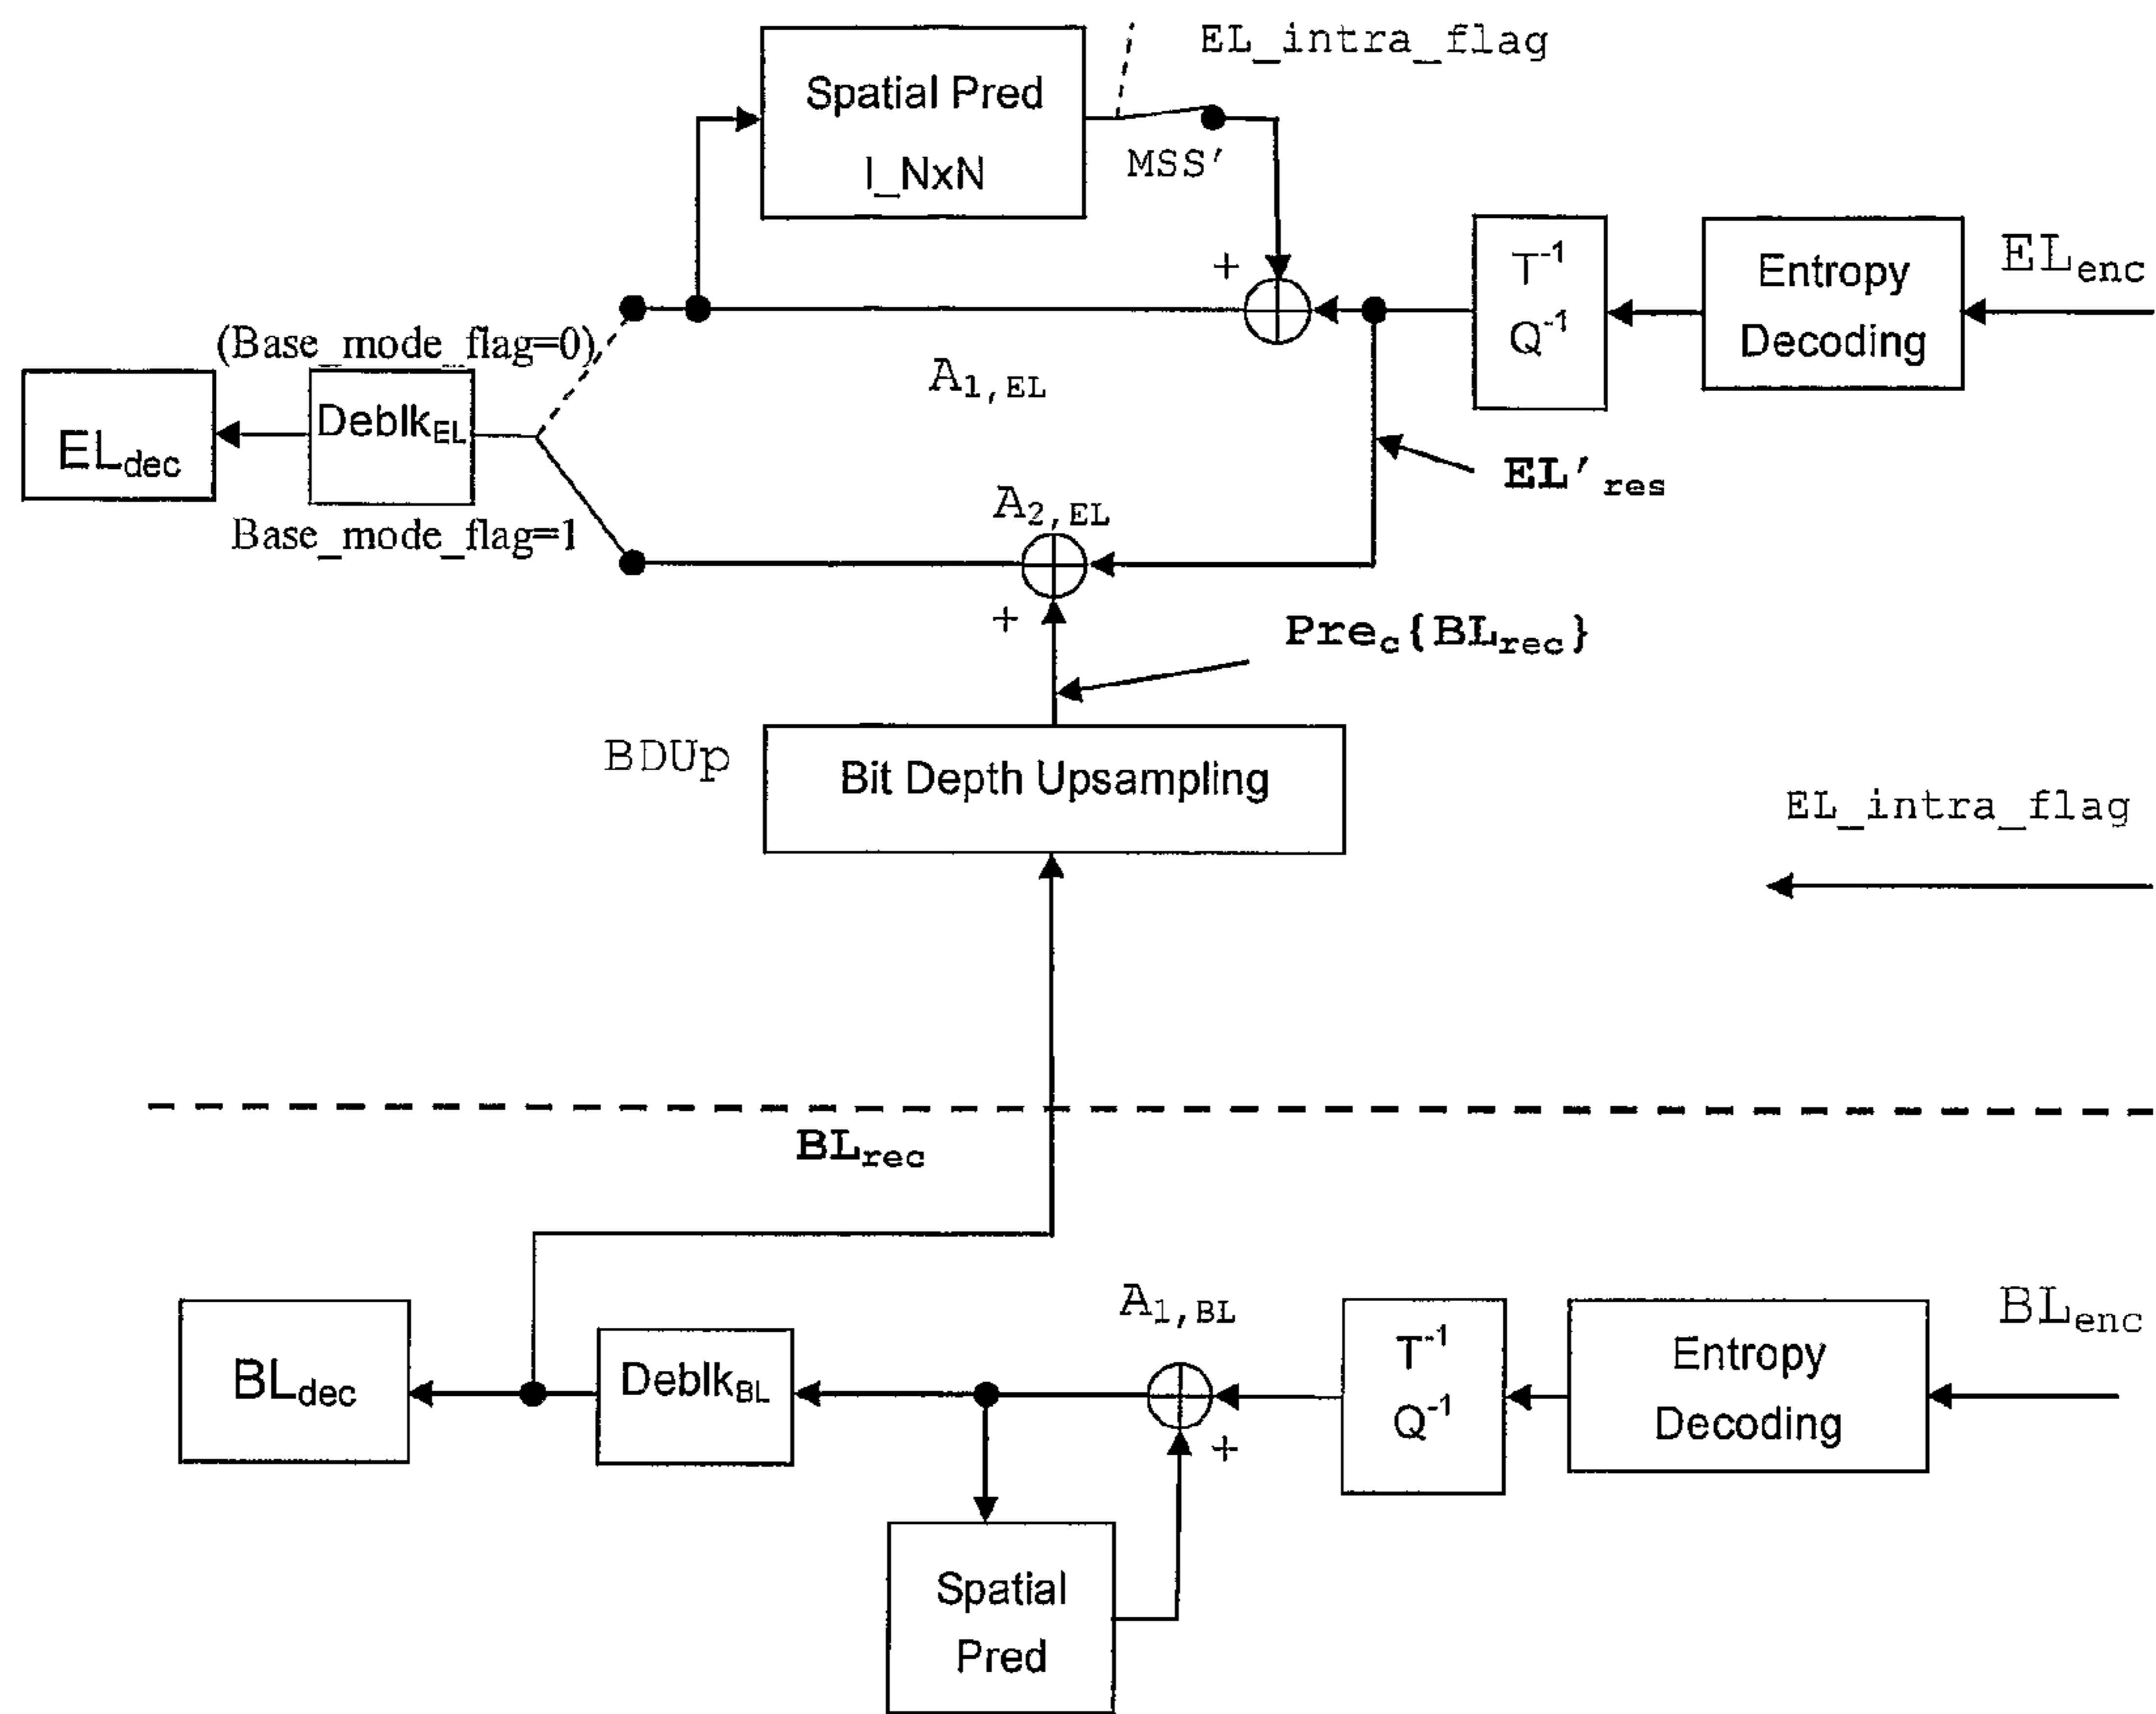 EL_intra_flag
Spatial Pred
I_NxN
MSS'
+
T-1
Q-1
Entropy
Decoding
ELenc
(Base_mode_flag=0)
A1,EL
DeblkEL
ELdec
EL'res
A2,EL
Base_mode_flag=1
+
Prec{BLrec}
BDUp
Bit Depth Upsampling
EL_intra_flag
BLrec
A1,BL
BLenc
BLdec
DeblkBL
T-1
Q-1
Entropy
Decoding
+
Spatial
Pred